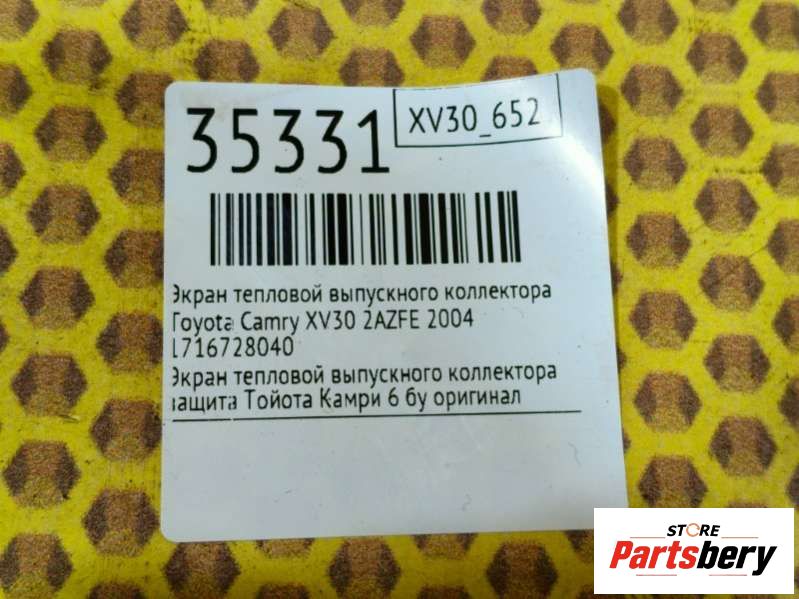 35331
XV30_652
Экран тепловой выпускного коллектора
Toyota Camry XV30 2AZFE 2004
1716728040
Экран тепловой выпускного коллектора
защита Тойота Камри 6 бу оригинал
STORE
Partsbery